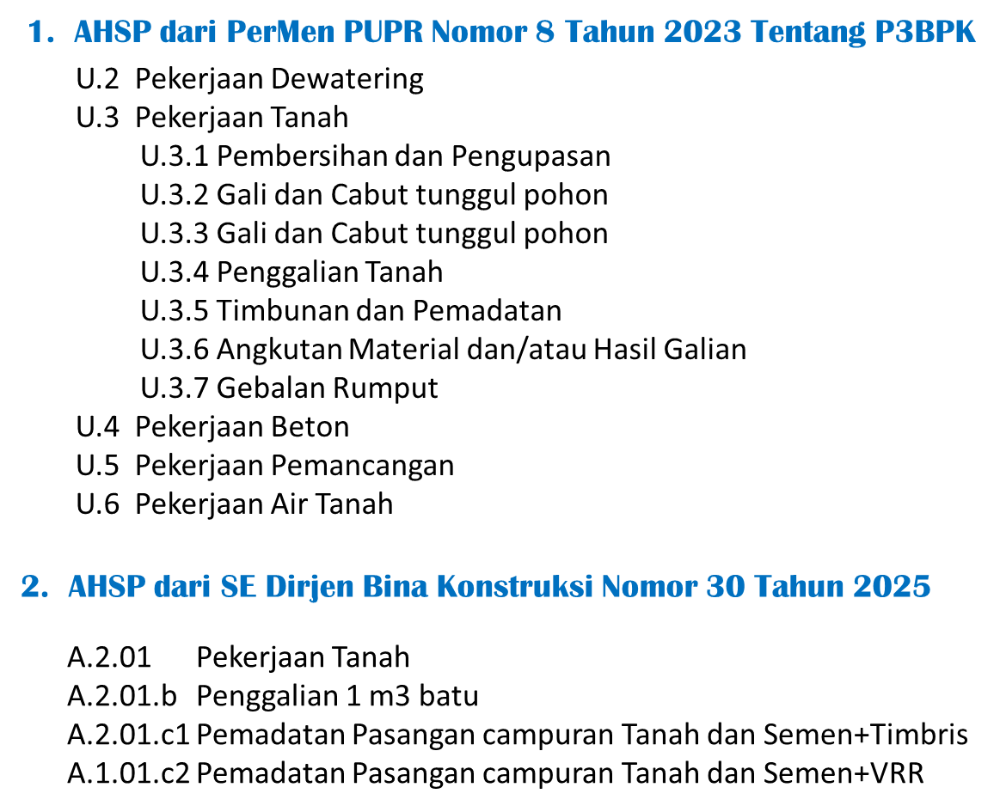 1. AHSP dari PerMen PUPR Nomor 8 Tahun 2023 Tentang P3BPK
U.2 Pekerjaan Dewatering
U.3 Pekerjaan Tanah
U.3.1 Pembersihan dan Pengupasan
U.3.2 Gali dan Cabut tunggul pohon
U.3.3 Gali dan Cabut tunggul pohon
U.3.4 Penggalian Tanah
U.3.5 Timbunan dan Pemadatan
U.3.6 Angkutan Material dan/atau Hasil Galian
U.3.7 Gebalan Rumput
U.4 Pekerjaan Beton
U.5 Pekerjaan Pemancangan
U.6 Pekerjaan Air Tanah
2. AHSP dari SE Dirjen Bina Konstruksi Nomor 30 Tahun 2025
A.2.01 Pekerjaan Tanah
A.2.01.b Penggalian 1 m3 batu
A.2.01.c1 Pemadatan Pasangan campuran Tanah dan Semen+Timbris
A.1.01.c2 Pemadatan Pasangan campuran Tanah dan Semen+VRR